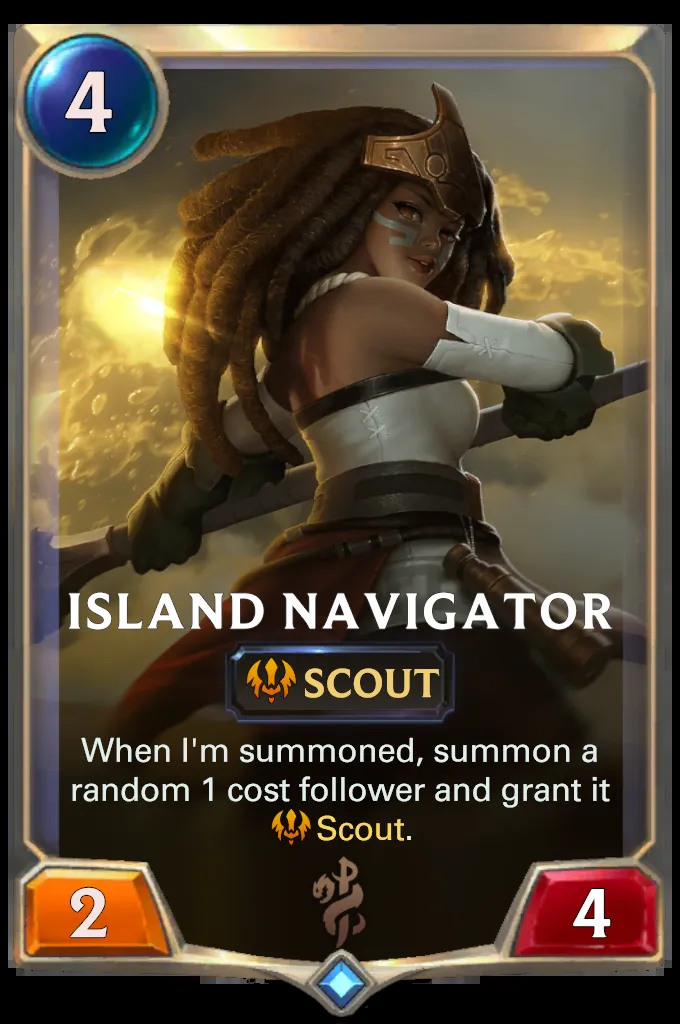 4
ISLAND NAVIGATOR
SCOUT
When I'm summoned, summon a
random 1 cost follower and grant it
Scout.
2
4